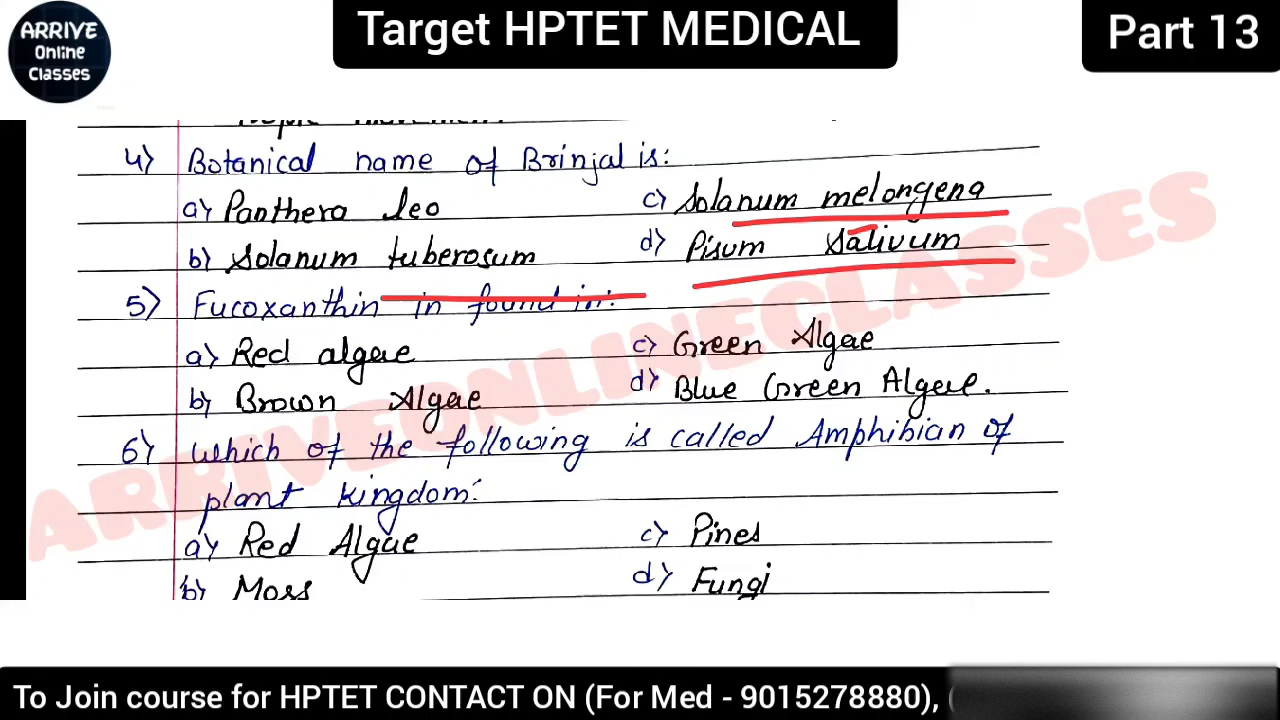 ARRIVE
Online
Classes
Target HPTET MEDICAL
Part 13
4) Botanical name of Brinjal is:
a) Panthera leo
c) Solanum melongena
b) Solanum tuberosum
d) Pisum Sativum
5) Fucoxanthin in found in:
a) Red algae
c) Green Algae
b) Brown Algae
d) Blue Green Algae.
6) Which of the following is called Amphibian of
plant kingdom:
a) Red Algae
c) Pines
b) Moss
d) Fungi
ARRIVEONLINECLASSES
To Join course for HPTET CONTACT ON (For Med - 9015278880), (